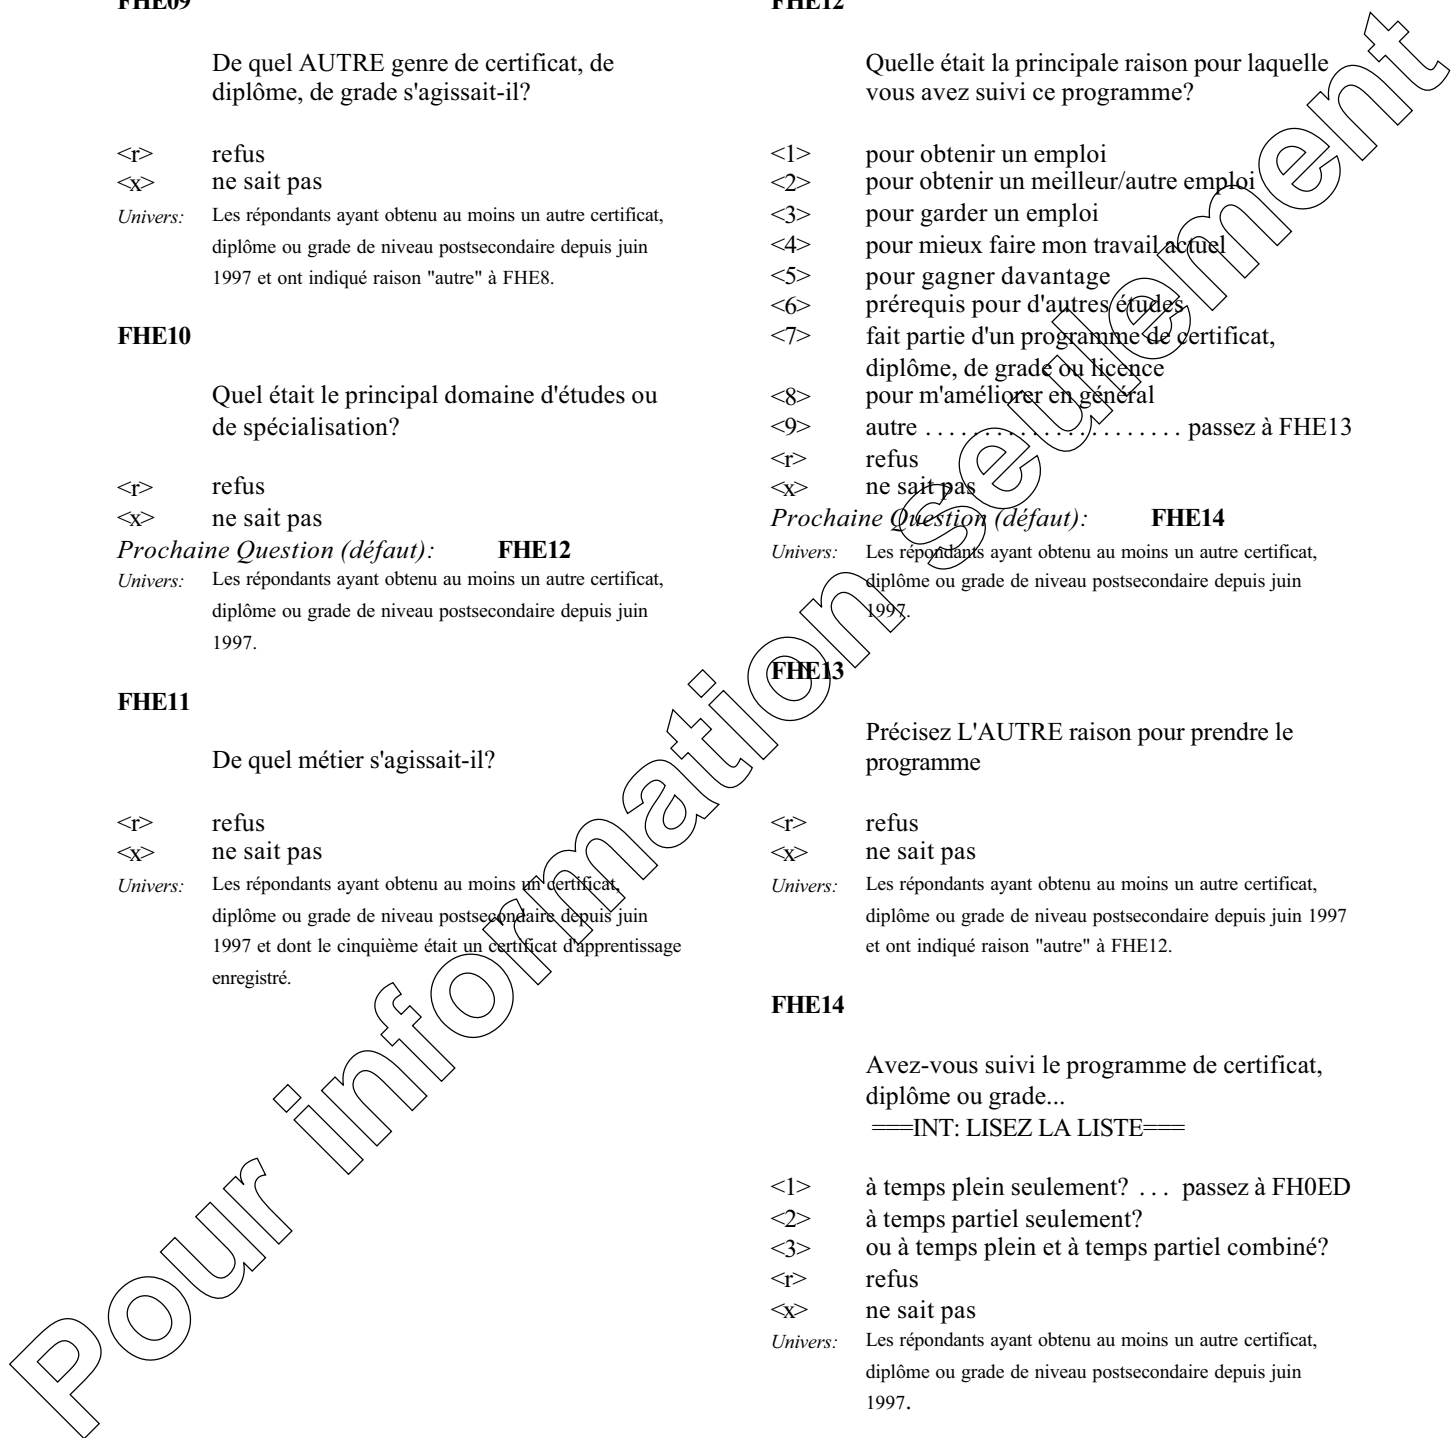 FHE09
De quel AUTRE genre de certificat, de
diplôme, de grade s'agissait-il?
<r> refus
<x> ne sait pas
Univers: Les répondants ayant obtenu au moins un autre certificat,
diplôme ou grade de niveau postsecondaire depuis juin
1997 et ont indiqué raison "autre" à FHE8.
FHE10
Quel était le principal domaine d'études ou
de spécialisation?
<r> refus
<x> ne sait pas
Prochaine Question (défaut): FHE12
Univers: Les répondants ayant obtenu au moins un autre certificat,
diplôme ou grade de niveau postsecondaire depuis juin
1997.
FHE11
De quel métier s'agissait-il?
<r> refus
<x> ne sait pas
Univers: Les répondants ayant obtenu au moins un certificat,
diplôme ou grade de niveau postsecondaire depuis juin
1997 et dont le cinquième était un certificat d'apprentissage
enregistré.
FHE12
Quelle était la principale raison pour laquelle
vous avez suivi ce programme?
<1> pour obtenir un emploi
<2> pour obtenir un meilleur/autre emploi
<3> pour garder un emploi
<4> pour mieux faire mon travail actuel
<5> pour gagner davantage
<6> prérequis pour d'autres études
<7> fait partie d'un programme de certificat,
diplôme, de grade ou licence
<8> pour m'améliorer en général
<9> autre . . . . . . . . . . . . . . . . . . . . . . passez à FHE13
<r> refus
<x> ne sait pas
Prochaine Question (défaut): FHE14
Univers: Les répondants ayant obtenu au moins un autre certificat,
diplôme ou grade de niveau postsecondaire depuis juin
1997.
FHE13
Précisez L'AUTRE raison pour prendre le
programme
<r> refus
<x> ne sait pas
Univers: Les répondants ayant obtenu au moins un autre certificat,
diplôme ou grade de niveau postsecondaire depuis juin 1997
et ont indiqué raison "autre" à FHE12.
FHE14
Avez-vous suivi le programme de certificat,
diplôme ou grade...
===INT: LISEZ LA LISTE===
<1> à temps plein seulement? . . . passez à FH0ED
<2> à temps partiel seulement?
<3> ou à temps plein et à temps partiel combiné?
<r> refus
<x> ne sait pas
Univers: Les répondants ayant obtenu au moins un autre certificat,
diplôme ou grade de niveau postsecondaire depuis juin
1997.
Pour information seulement